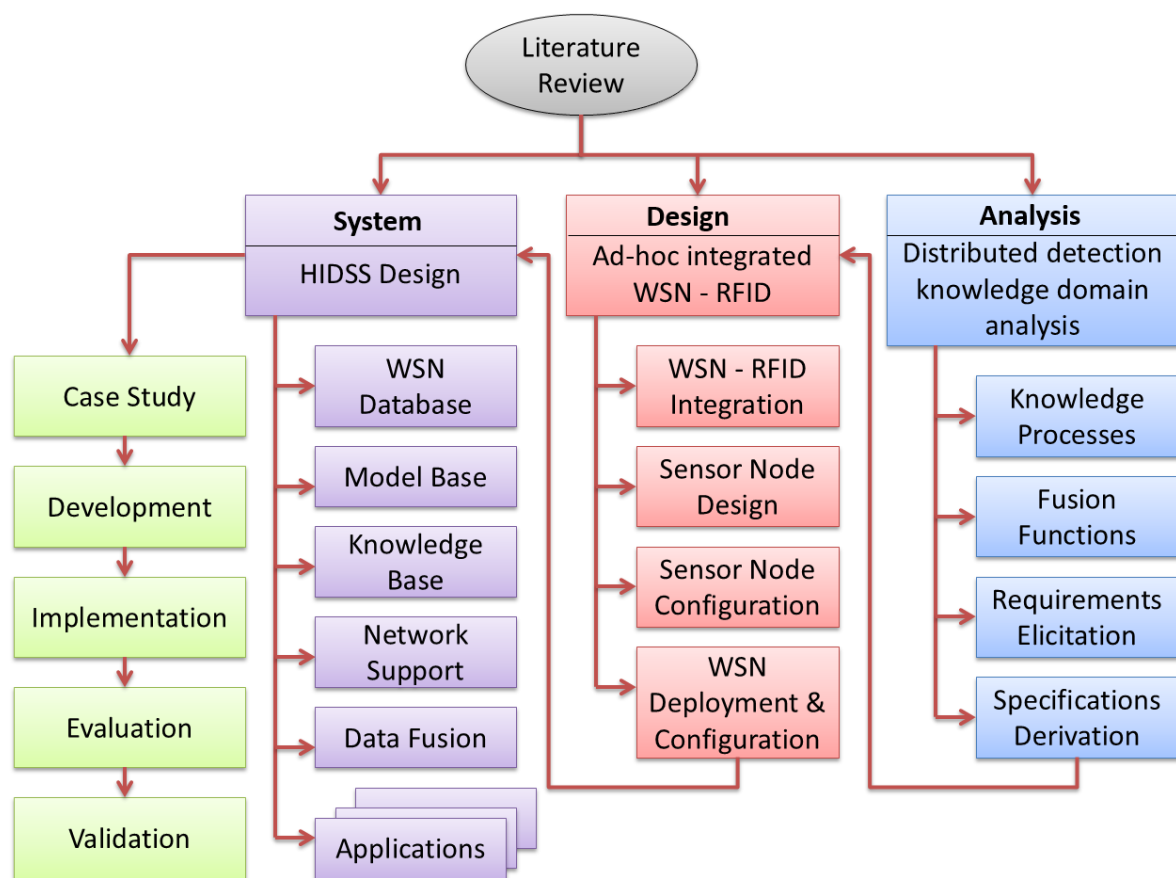 Literature
Review
System
HIDSS Design
Design
Ad-hoc integrated
WSN - RFID
Analysis
Distributed detection
knowledge domain
analysis
Case Study
Development
Implementation
Evaluation
Validation
WSN
Database
Model Base
Knowledge
Base
Network
Support
Data Fusion
Applications
WSN - RFID
Integration
Sensor Node
Design
Sensor Node
Configuration
WSN
Deployment &
Configuration
Knowledge
Processes
Fusion
Functions
Requirements
Elicitation
Specifications
Derivation